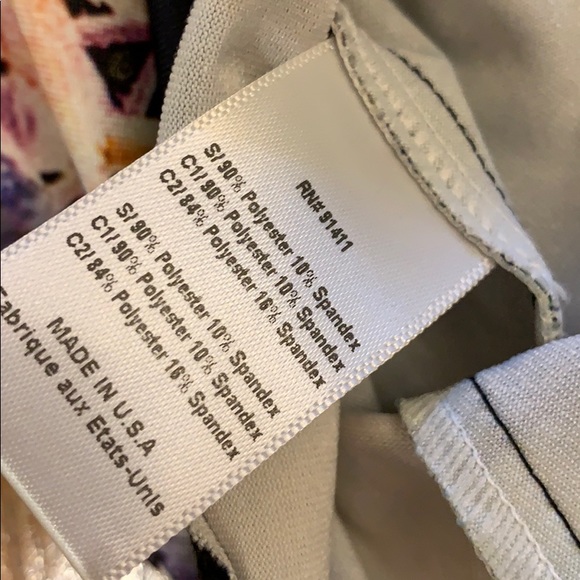 RN# 91411
S/ 90% Polyester 10% Spandex
C1/ 90% Polyester 10% Spandex
C2/ 84% Polyester 16% Spandex
S/ 90% Polyester 10% Spandex
C1/ 90% Polyester 10% Spandex
C2/ 84% Polyester 16% Spandex
MADE IN U.S.A
Fabrique aux Etats-Unis